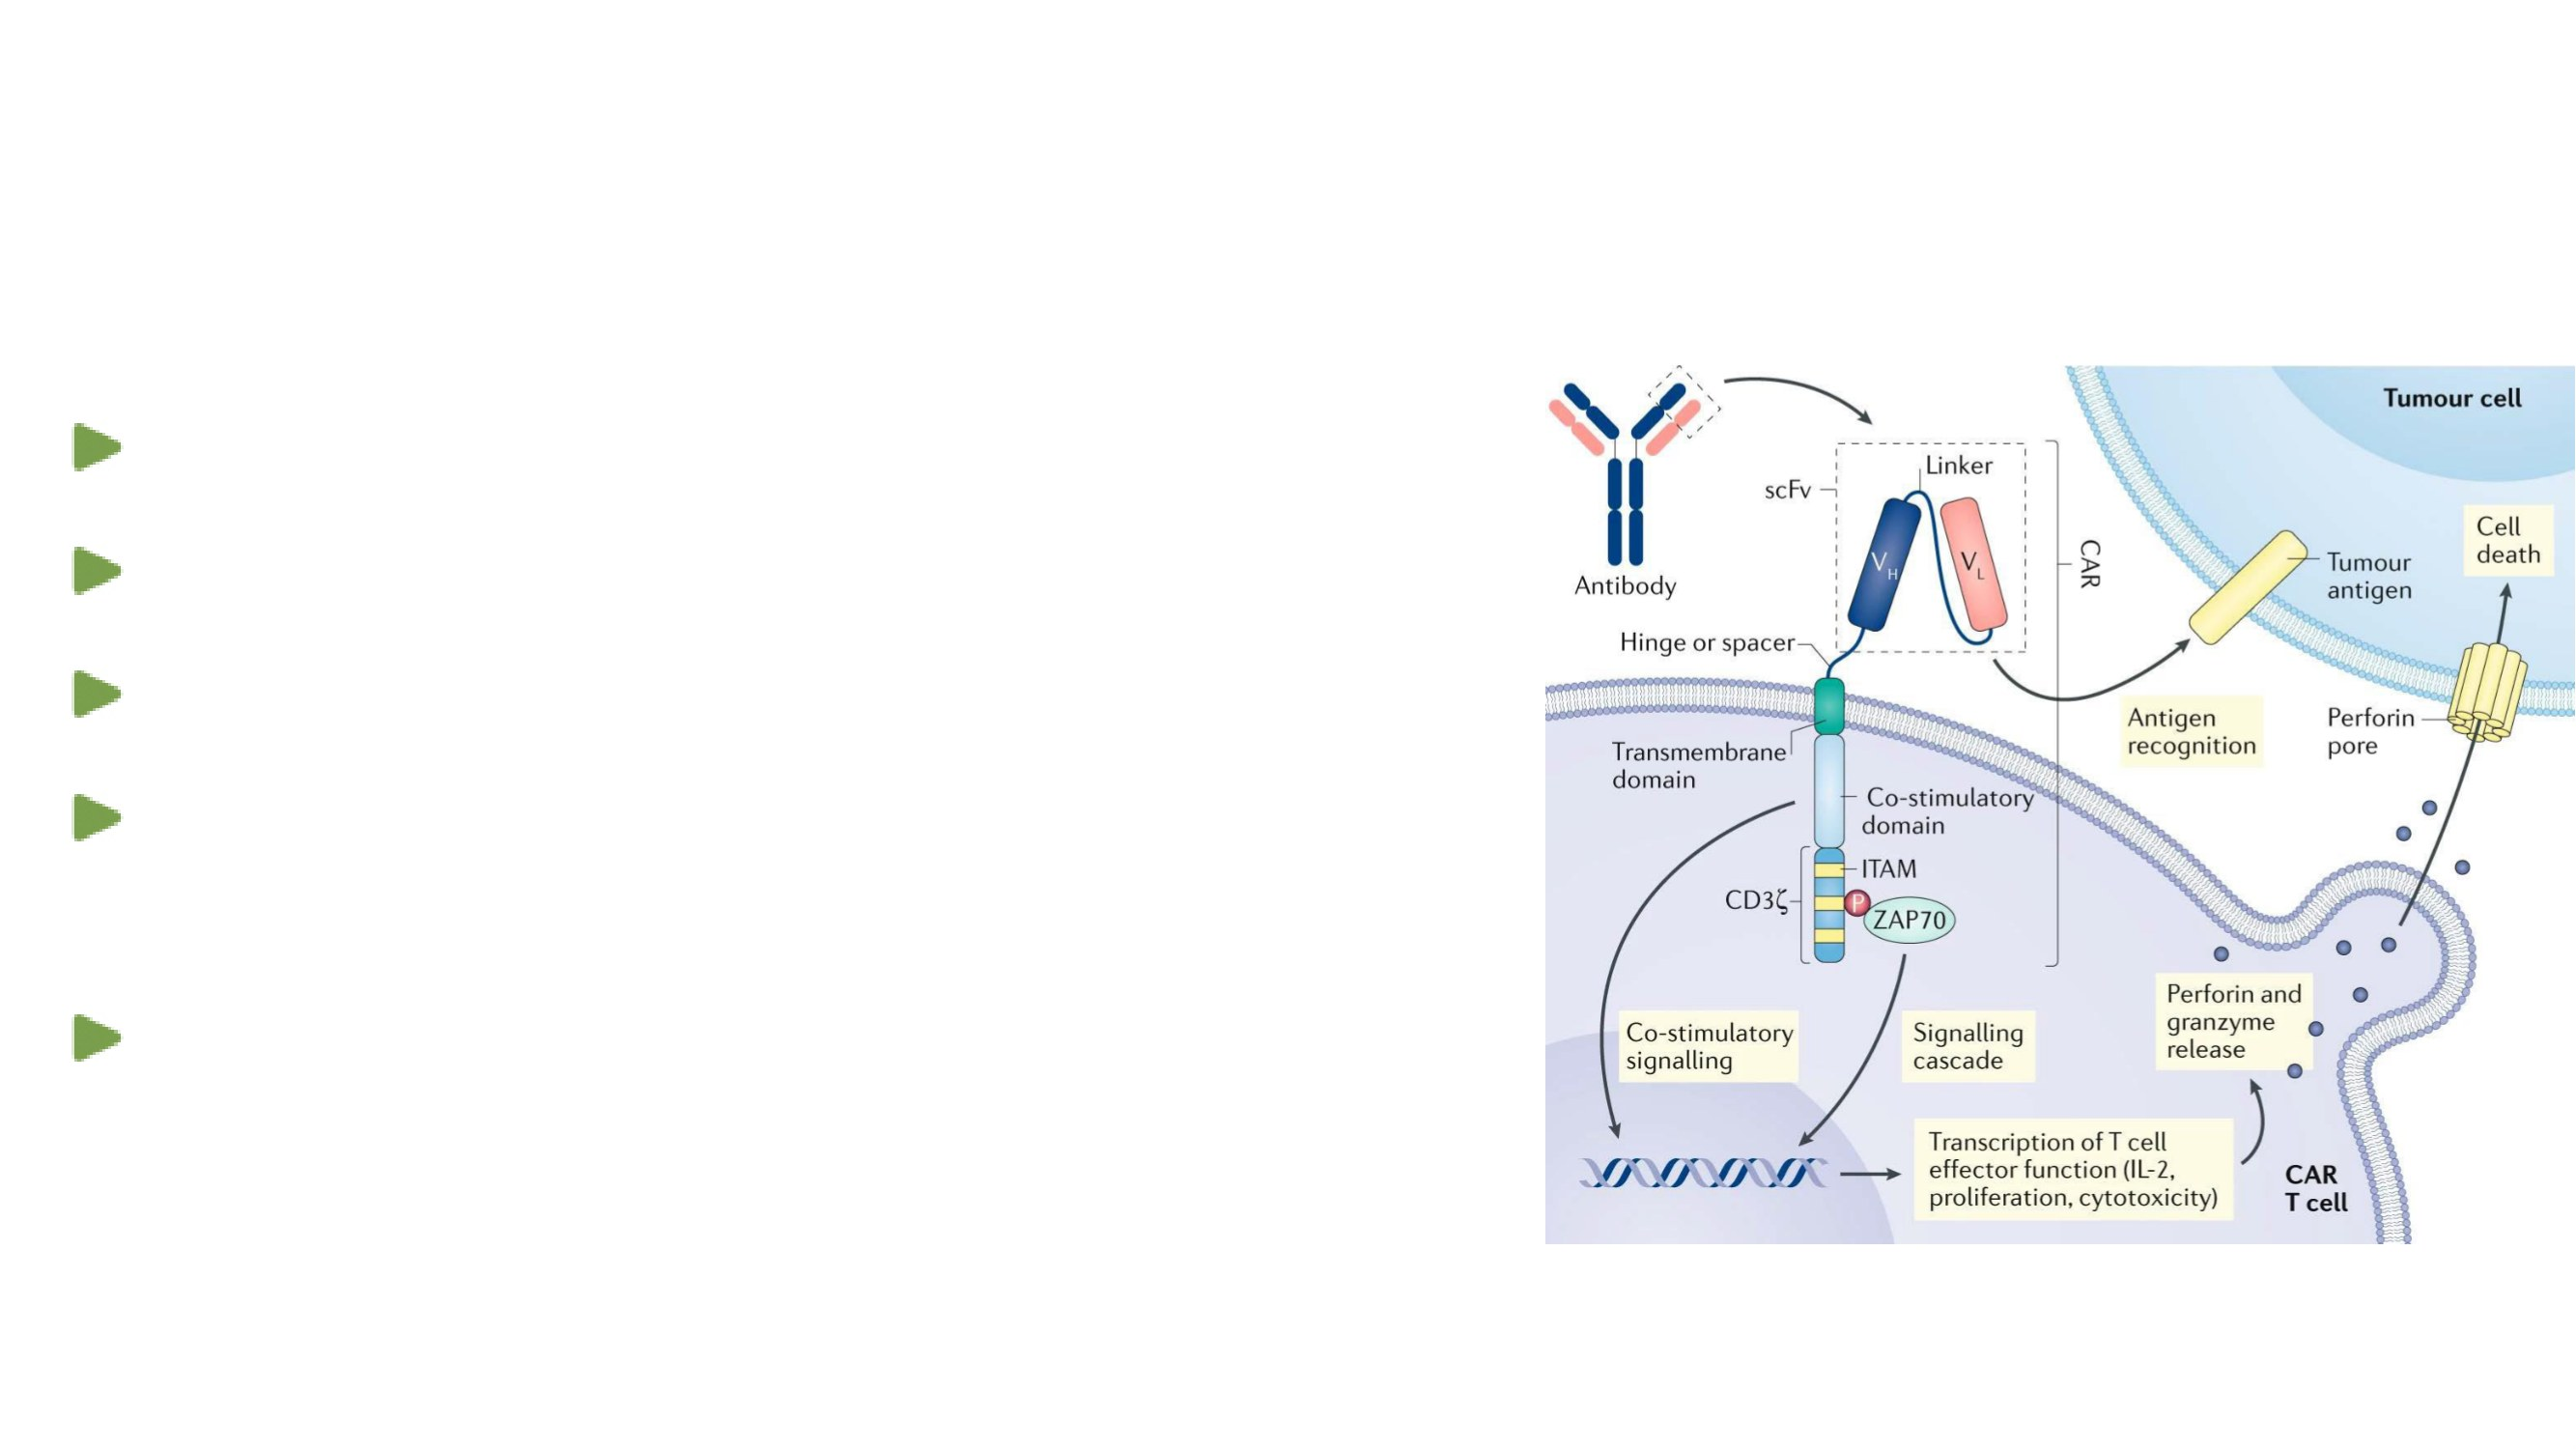 Tumour cell
Linker
scFv
V_H
V_L
CAR
Cell
death
Tumour
antigen
Antibody
Hinge or spacer
Antigen
recognition
Perforin
pore
Transmembrane
domain
Co-stimulatory
domain
ITAM
CD3ζ
P
ZAP70
Perforin and
granzyme
release
Co-stimulatory
signalling
Signalling
cascade
Transcription of T cell
effector function (IL-2,
proliferation, cytotoxicity)
CAR
T cell